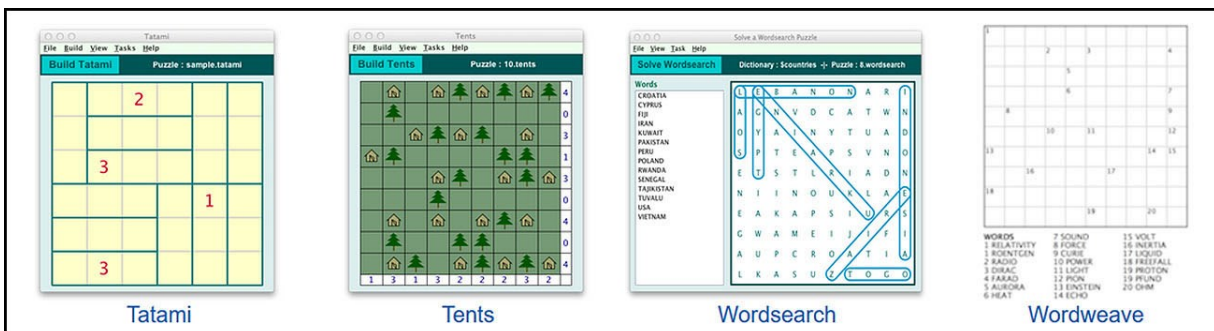 Tatami
File Build View Tasks Help
Build Tatami Puzzle : sample.tatami
2
3
1
3
Tatami
Tents
File Build View Tasks Help
Build Tents Puzzle : 10.tents
4
0
3
1
3
0
4
0
4
1 3 1 3 2 2 2 3 2
Tents
Solve a Wordsearch Puzzle
File View Task Help
Solve Wordsearch Dictionary : $countries Puzzle : 8.wordsearch
Words
CROATIA
CYPRUS
FIJI
IRAN
KUWAIT
PAKISTAN
PERU
POLAND
RWANDA
SENEGAL
TAJIKISTAN
TUVALU
USA
VIETNAM
L E B A N O N A R I
A G N V D C A T W N
O Y A I N Y T U A D
S P T E A P S V N O
E T S T L R I A D N
N I I N O U K L A E
E A K A P S I U R S
G W A M E I J I F I
A U P C R O A T I A
L K A S U Z T O G O
Wordsearch
1
2 3 4
5
6 7
8 9
10 11 12
13 14 15
16 17
18
19 20
WORDS
1 RELATIVITY
1 ROENTGEN
2 RADIO
3 DIRAC
4 FARAD
5 AURORA
6 HEAT
7 SOUND
8 FORCE
9 CURIE
10 POWER
11 LIGHT
12 PION
13 EINSTEIN
14 ECHO
15 VOLT
16 INERTIA
17 LIQUID
18 FREEFALL
19 PROTON
19 PFUND
20 OHM
Wordweave